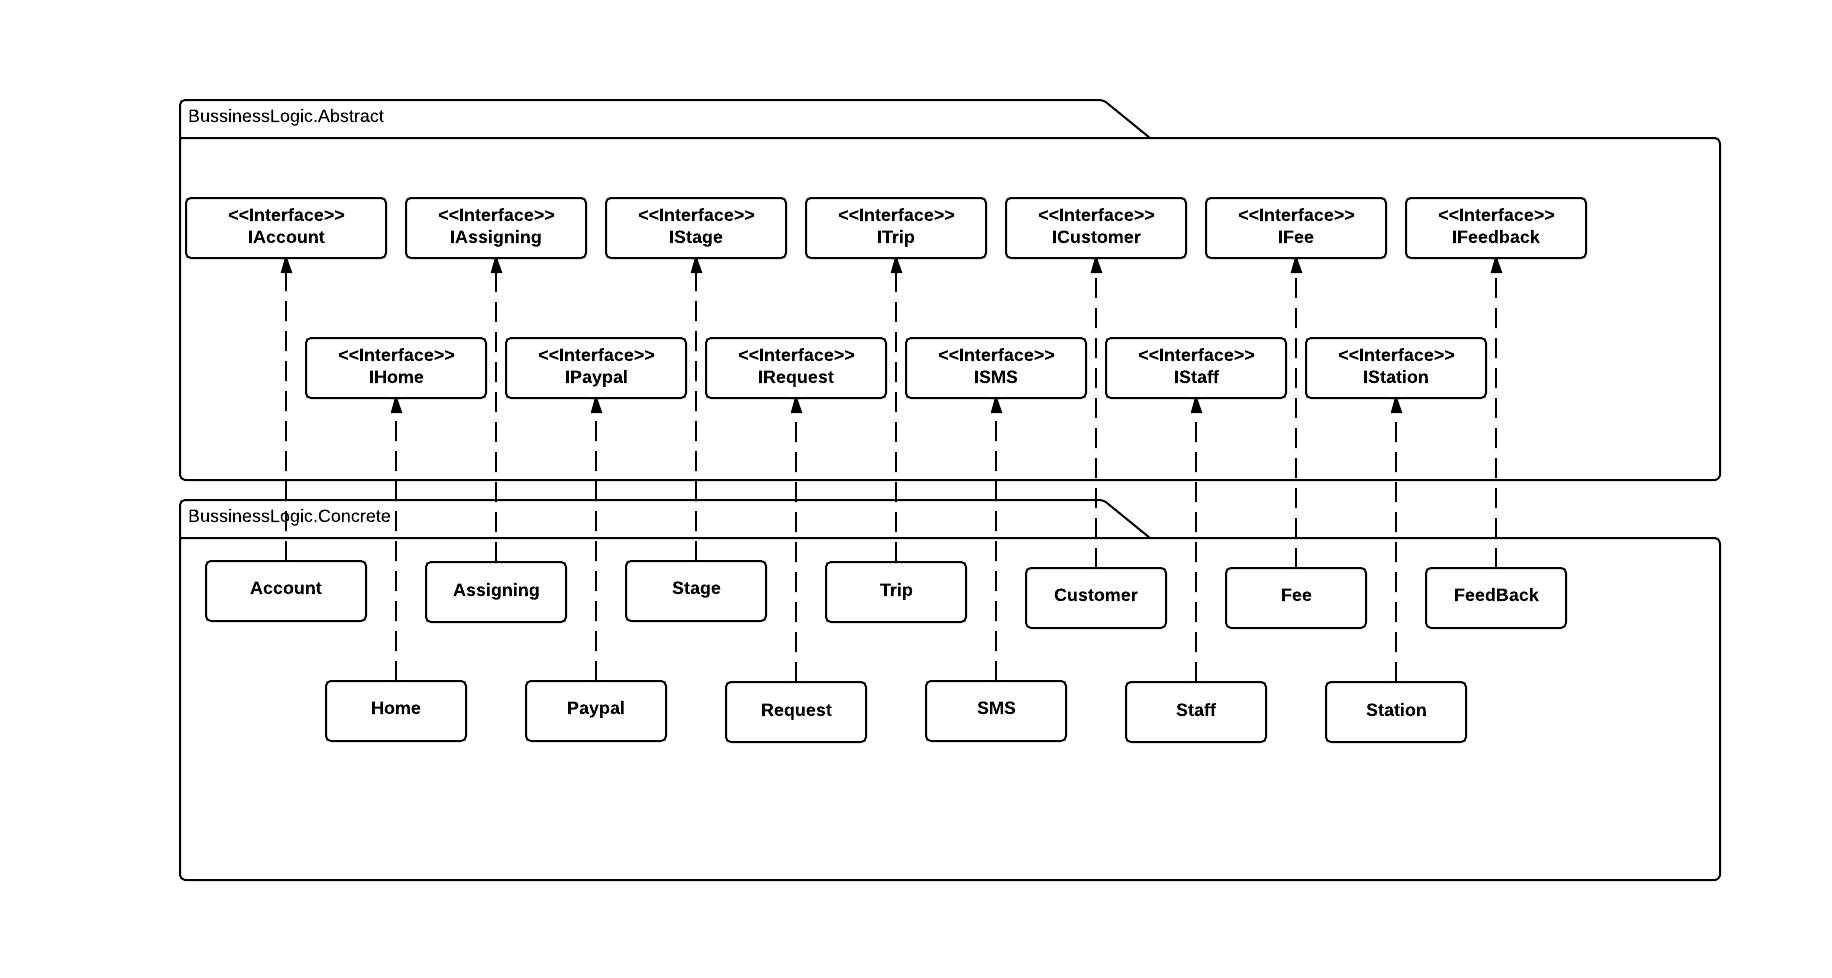 BussinessLogic.Abstract
<<Interface>>
IAccount
<<Interface>>
IAssigning
<<Interface>>
IStage
<<Interface>>
ITrip
<<Interface>>
ICustomer
<<Interface>>
IFee
<<Interface>>
IFeedback
<<Interface>>
IHome
<<Interface>>
IPaypal
<<Interface>>
IRequest
<<Interface>>
ISMS
<<Interface>>
IStaff
<<Interface>>
IStation
BussinessLogic.Concrete
Account
Assigning
Stage
Trip
Customer
Fee
FeedBack
Home
Paypal
Request
SMS
Staff
Station